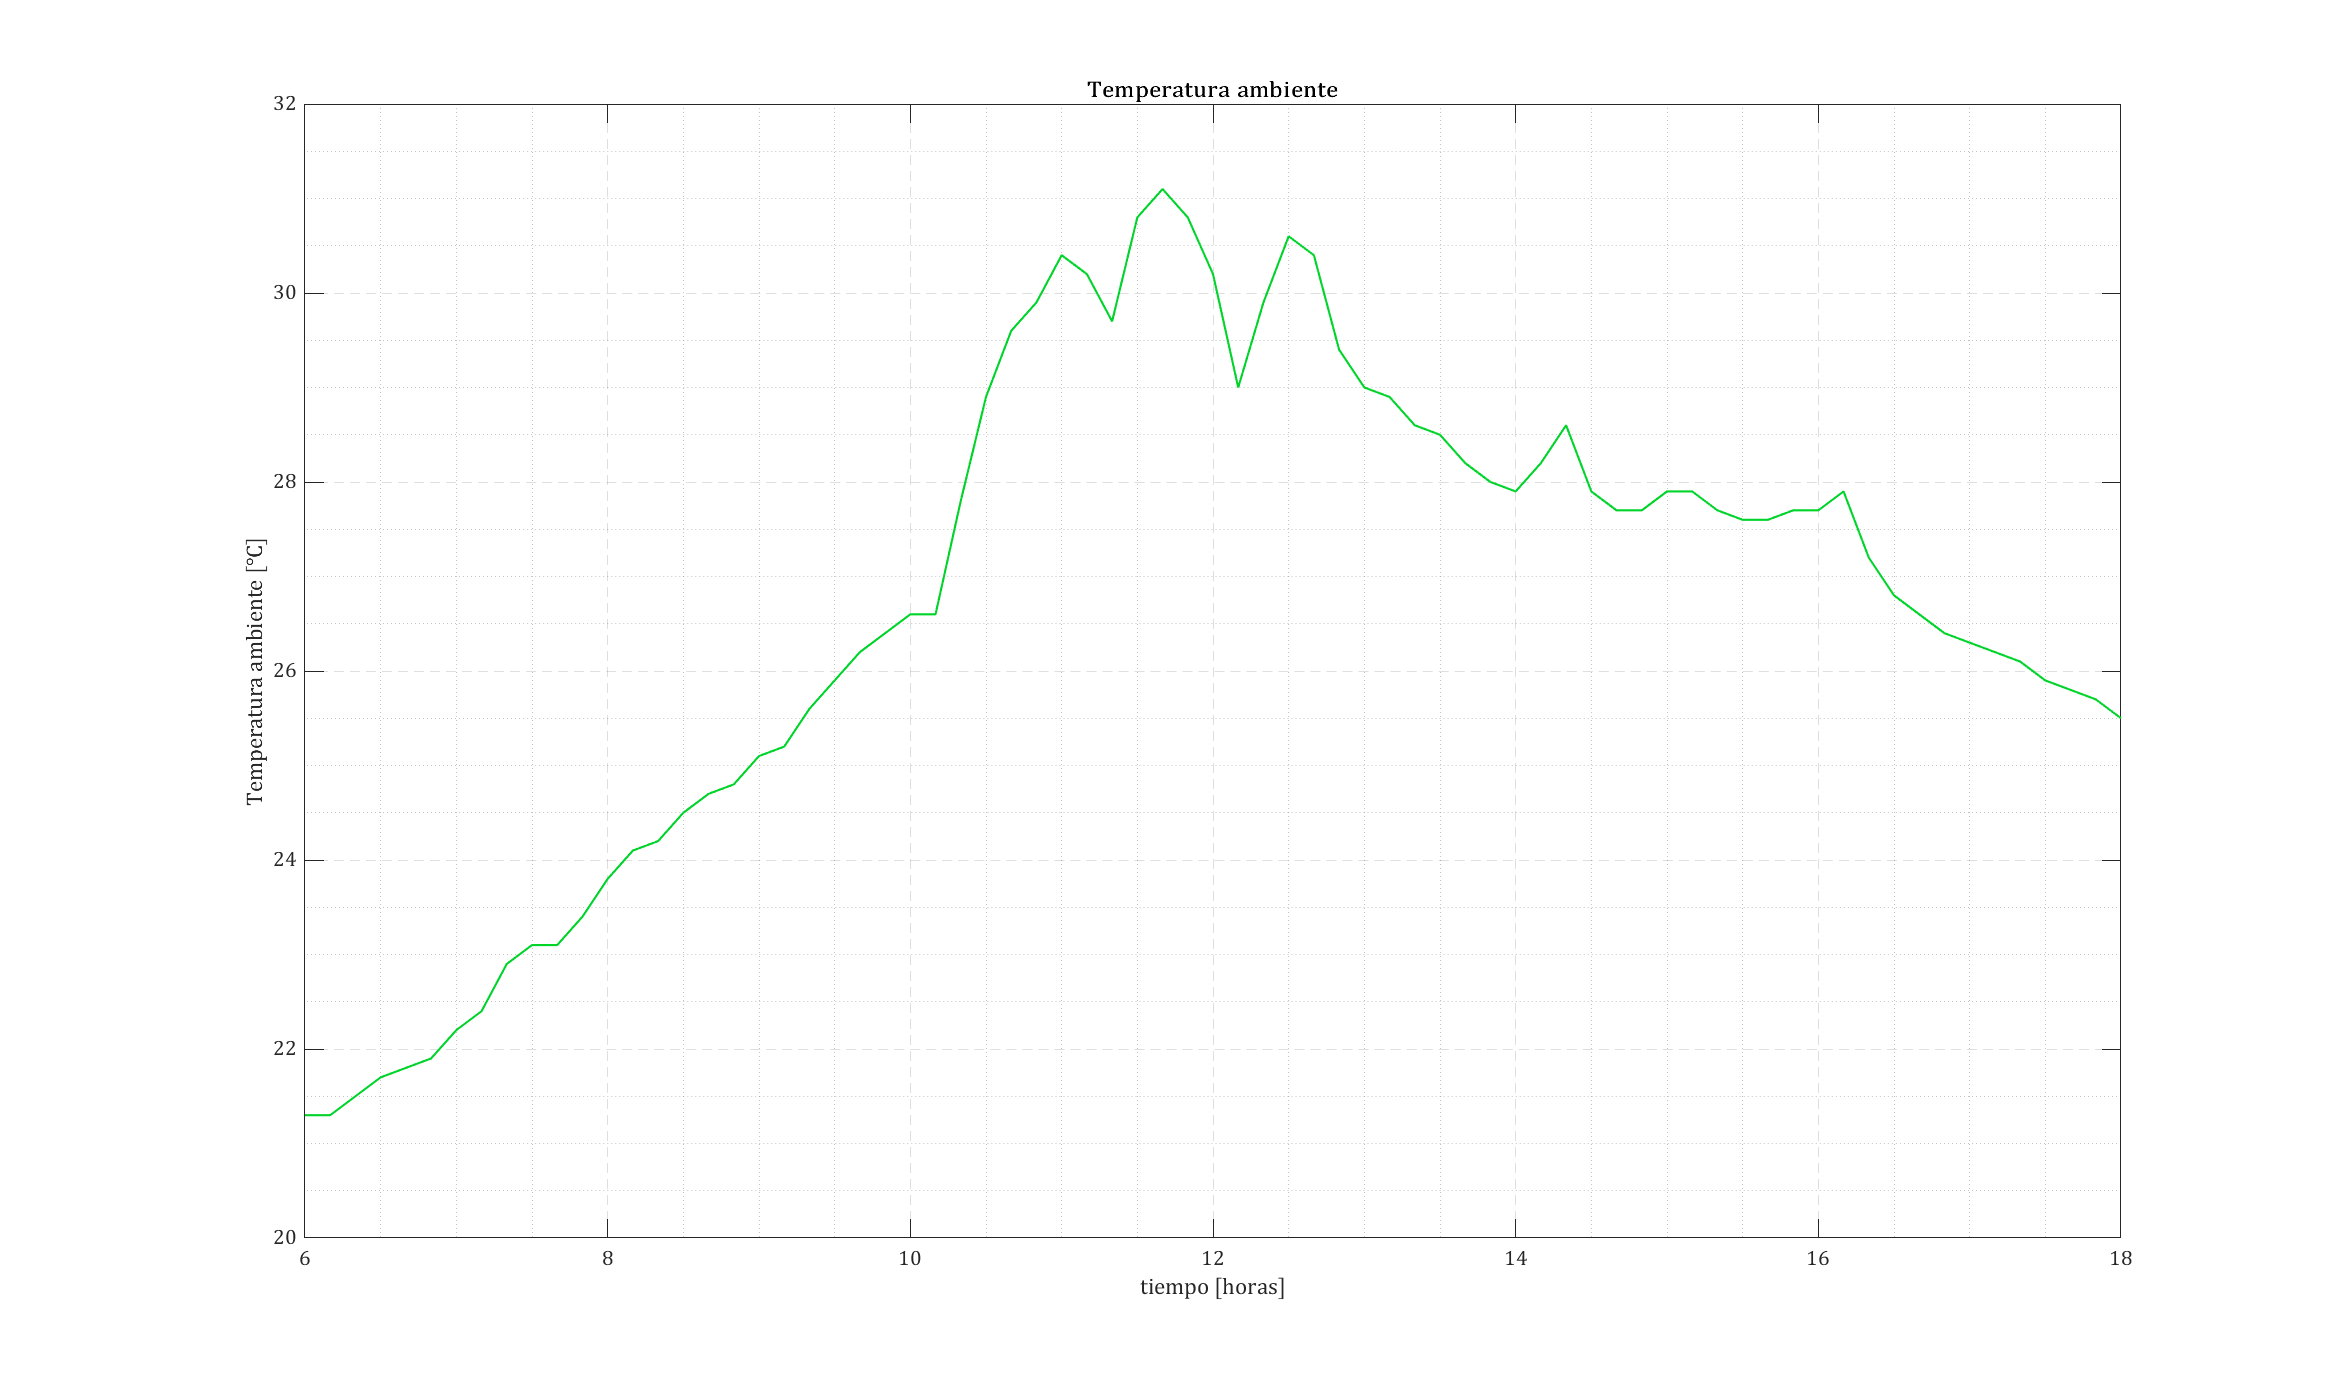 Temperatura ambiente
32
30
28
26
24
22
20
Temperatura ambiente [°C]
6 8 10 12 14 16 18
tiempo [horas]